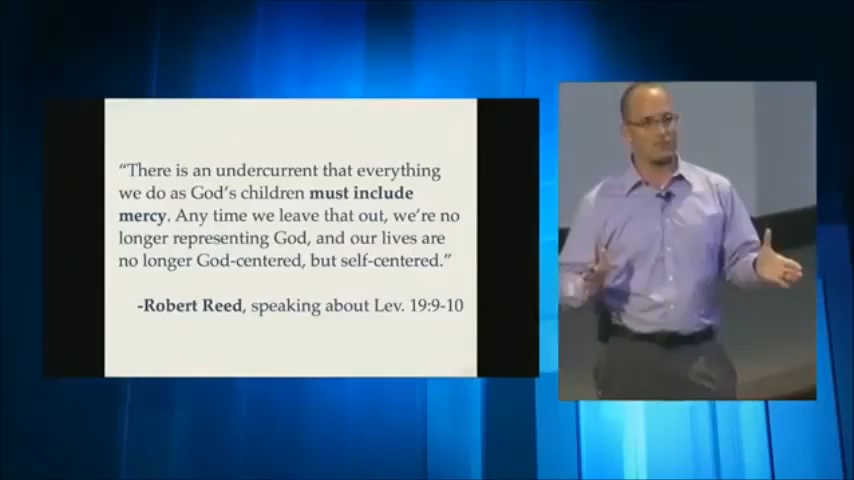 “There is an undercurrent that everything
we do as God’s children must include
mercy. Any time we leave that out, we’re no
longer representing God, and our lives are
no longer God-centered, but self-centered.”
-Robert Reed, speaking about Lev. 19:9-10